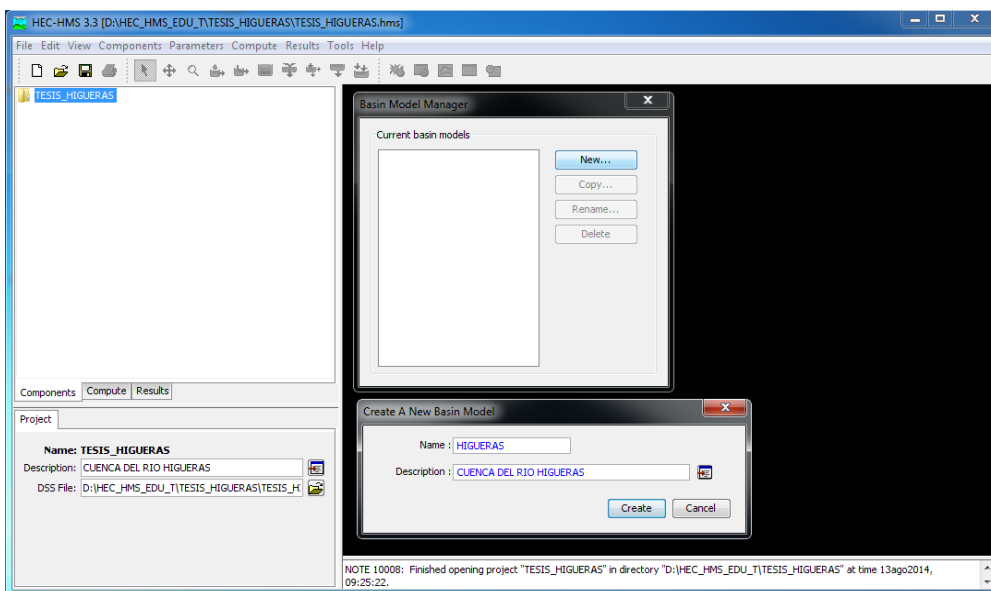 HEC-HMS 3.3 [D:\HEC_HMS_EDU_T\TESIS_HIGUERAS\TESIS_HIGUERAS.hms]
File Edit View Components Parameters Compute Results Tools Help
TESIS_HIGUERAS
Components Compute Results
Project
Name: TESIS_HIGUERAS
Description: CUENCA DEL RIO HIGUERAS
DSS File: D:\HEC_HMS_EDU_T\TESIS_HIGUERAS\TESIS_H
Basin Model Manager
Current basin models
New...
Copy...
Rename...
Delete
Create A New Basin Model
Name : HIGUERAS
Description : CUENCA DEL RIO HIGUERAS
Create Cancel
NOTE 10008: Finished opening project "TESIS_HIGUERAS" in directory "D:\HEC_HMS_EDU_T\TESIS_HIGUERAS" at time 13ago2014,
09:25:22.